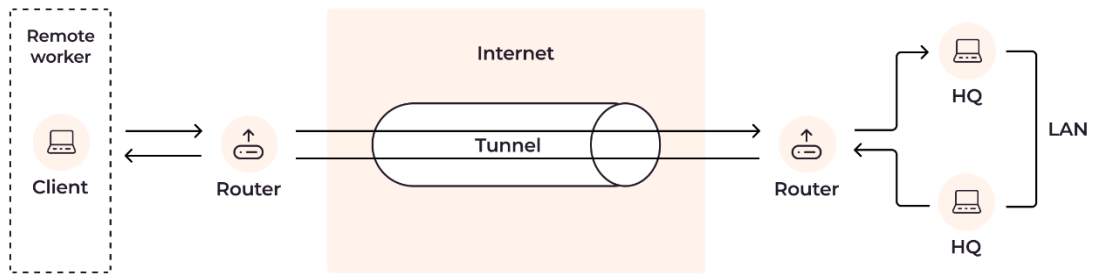 Remote
worker
Client
Router
Internet
Tunnel
Router
HQ
LAN
HQ